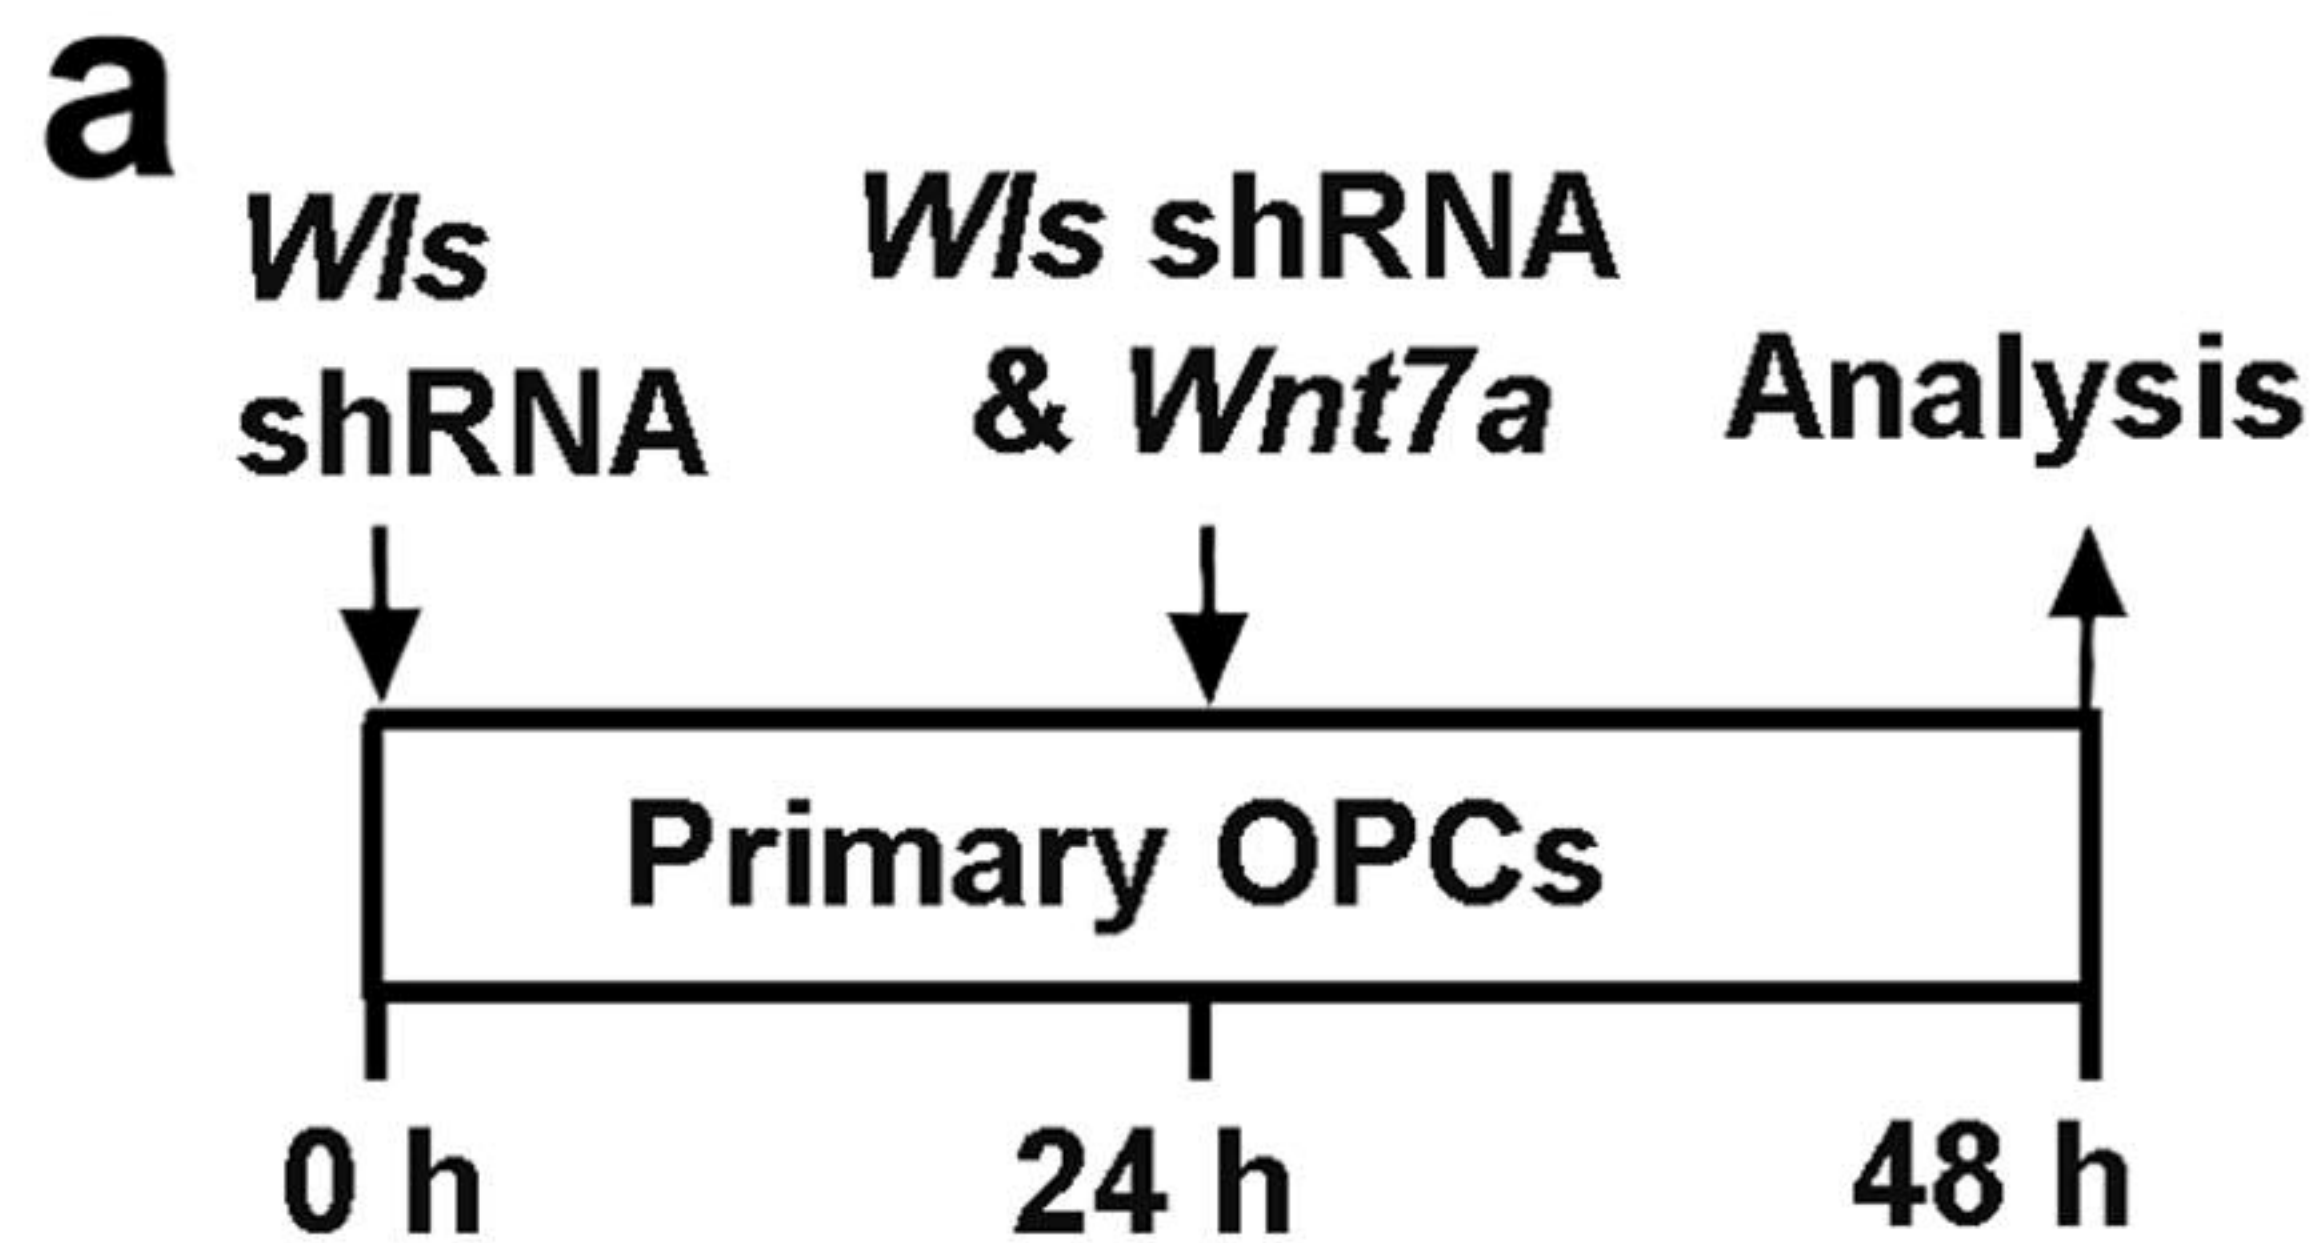 a
Wls
shRNA
Wls shRNA
& Wnt7a
Analysis
Primary OPCs
0 h
24 h
48 h